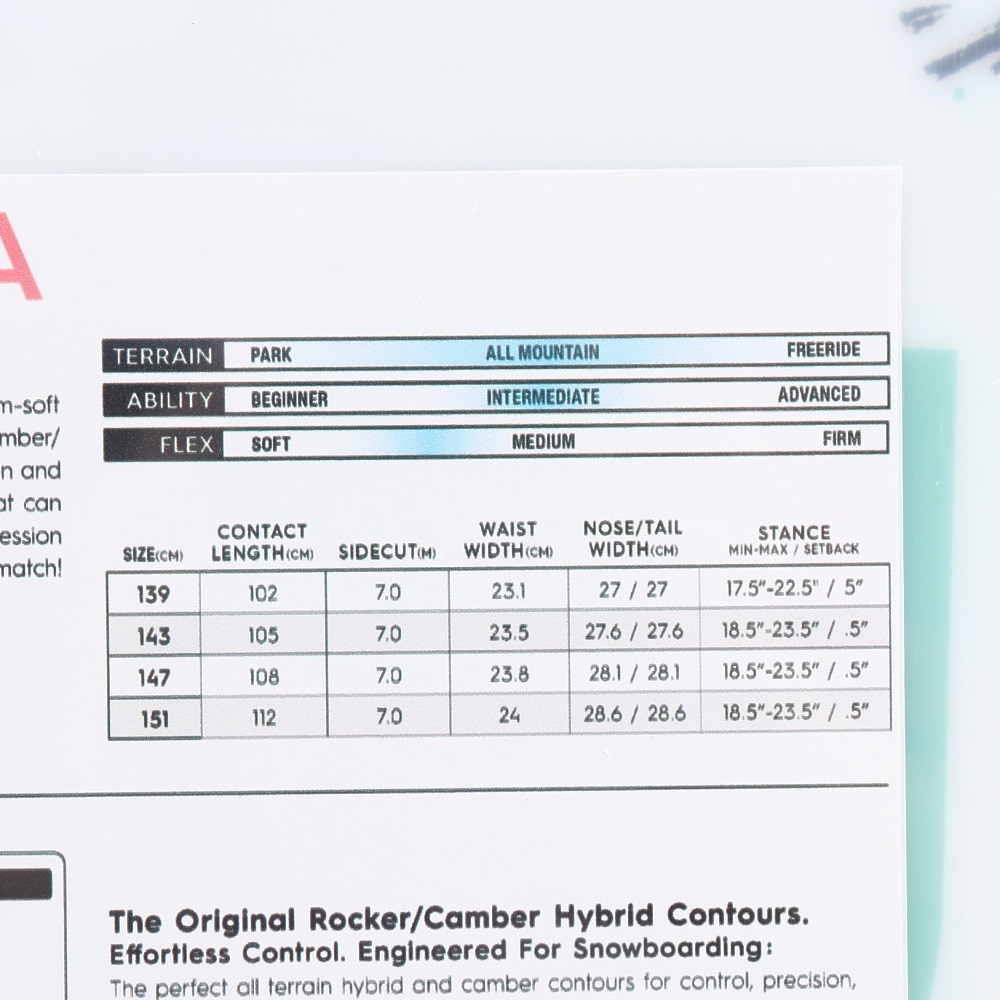 A
TERRAIN PARK ALL MOUNTAIN FREERIDE
ABILITY BEGINNER INTERMEDIATE ADVANCED
FLEX SOFT MEDIUM FIRM
m-soft
mber/
n and
at can
ession
match!
SIZE(CM) CONTACT LENGTH(CM) SIDECUT(M) WAIST WIDTH(CM) NOSE/TAIL WIDTH(CM) STANCE MIN-MAX / SETBACK
139 102 7.0 23.1 27 / 27 17.5"-22.5" / 5"
143 105 7.0 23.5 27.6 / 27.6 18.5"-23.5" / .5"
147 108 7.0 23.8 28.1 / 28.1 18.5"-23.5" / .5"
151 112 7.0 24 28.6 / 28.6 18.5"-23.5" / .5"
The Original Rocker/Camber Hybrid Contours.
Effortless Control. Engineered For Snowboarding:
The perfect all terrain hybrid and camber contours for control, precision,